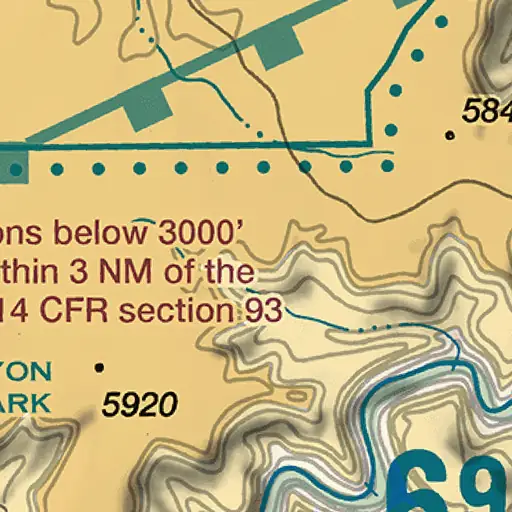 584
ons below 3000'
thin 3 NM of the
14 CFR section 93
YON
ARK
5920
69